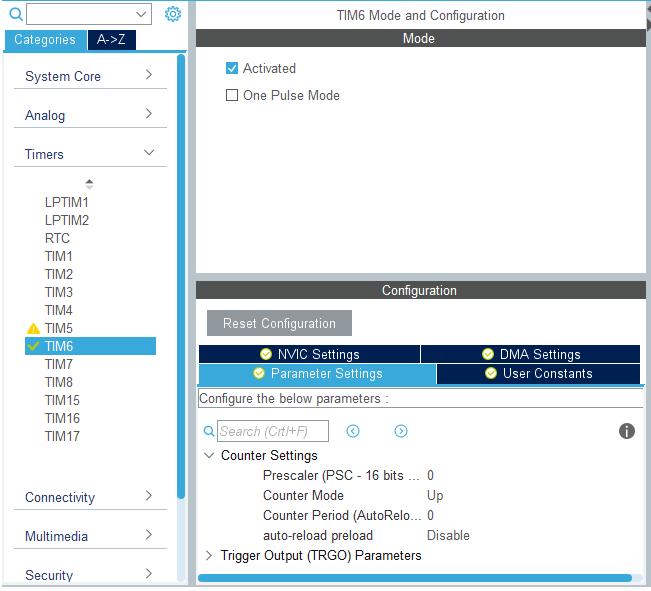 TIM6 Mode and Configuration
Categories
A->Z
Mode
System Core
Analog
Timers
LPTIM1
LPTIM2
RTC
TIM1
TIM2
TIM3
TIM4
TIM5
TIM6
TIM7
TIM8
TIM15
TIM16
TIM17
Connectivity
Multimedia
Security
Activated
One Pulse Mode
Configuration
Reset Configuration
NVIC Settings
DMA Settings
Parameter Settings
User Constants
Configure the below parameters :
Search (Crtl+F)
Counter Settings
Prescaler (PSC - 16 bits ... 0
Counter Mode Up
Counter Period (AutoRelo... 0
auto-reload preload Disable
Trigger Output (TRGO) Parameters